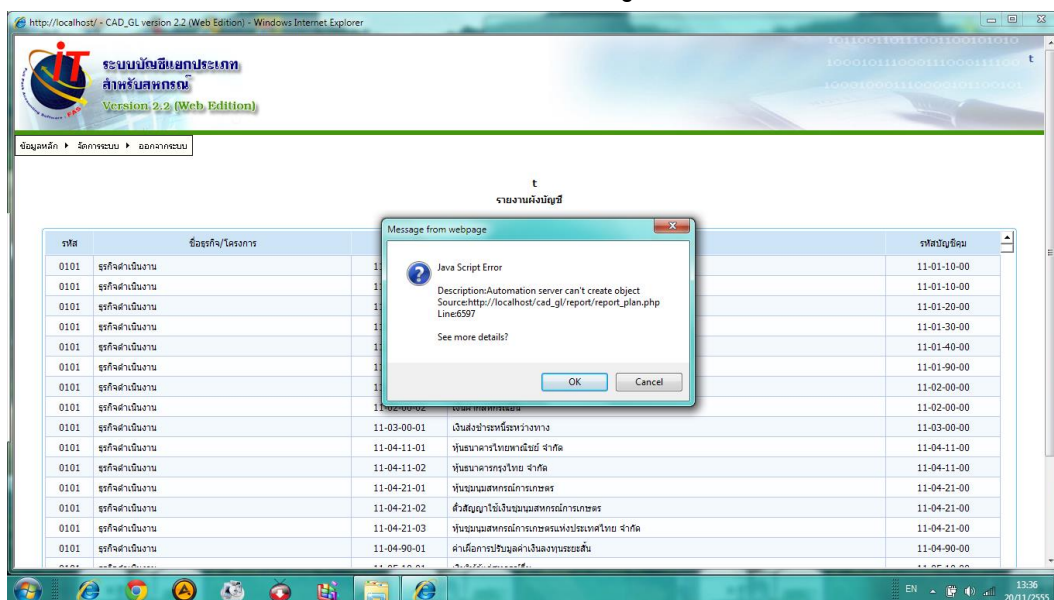 http://localhost/ - CAD_GL version 2.2 (Web Edition) - Windows Internet Explorer
iT
ระบบบัญชีแยกประเภท
สำหรับสหกรณ์
Version 2.2 (Web Edition)
t
ข้อมูลหลัก จัดการระบบ ออกจากระบบ
t
รายงานผังบัญชี
รหัส ชื่อธุรกิจ/โครงการ รหัสบัญชีคุม
0101 ธุรกิจดำเนินงาน 11-01-10-00
0101 ธุรกิจดำเนินงาน 11-01-10-00
0101 ธุรกิจดำเนินงาน 11-01-20-00
0101 ธุรกิจดำเนินงาน 11-01-30-00
0101 ธุรกิจดำเนินงาน 11-01-40-00
0101 ธุรกิจดำเนินงาน 11-01-90-00
0101 ธุรกิจดำเนินงาน 11-02-00-00
0101 ธุรกิจดำเนินงาน 11-02-00-02 11-02-00-00
0101 ธุรกิจดำเนินงาน 11-03-00-01 เงินส่งชำระหนี้ระหว่างทาง 11-03-00-00
0101 ธุรกิจดำเนินงาน 11-04-11-01 หุ้นธนาคารไทยพาณิชย์ จำกัด 11-04-11-00
0101 ธุรกิจดำเนินงาน 11-04-11-02 หุ้นธนาคารกรุงไทย จำกัด 11-04-11-00
0101 ธุรกิจดำเนินงาน 11-04-21-01 หุ้นชุมนุมสหกรณ์การเกษตร 11-04-21-00
0101 ธุรกิจดำเนินงาน 11-04-21-02 ตั๋วสัญญาใช้เงินชุมนุมสหกรณ์การเกษตร 11-04-21-00
0101 ธุรกิจดำเนินงาน 11-04-21-03 หุ้นชุมนุมสหกรณ์การเกษตรแห่งประเทศไทย จำกัด 11-04-21-00
0101 ธุรกิจดำเนินงาน 11-04-90-01 ค่าเผื่อการปรับมูลค่าเงินลงทุนระยะสั้น 11-04-90-00
Message from webpage
Java Script Error
Description:Automation server can't create object
Source:http://localhost/cad_gl/report/report_plan.php
Line:6597
See more details?
OK Cancel
EN 13:36
20/11/2555